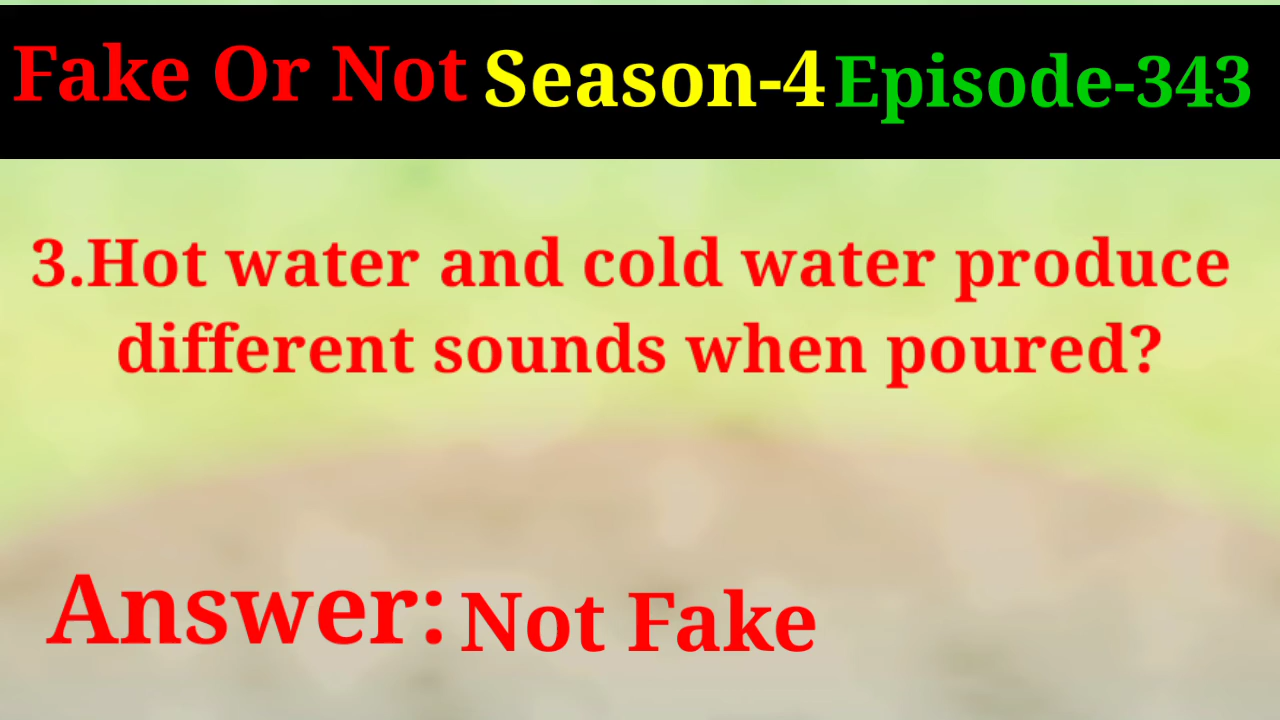 Fake Or Not Season-4 Episode-343
3.Hot water and cold water produce
different sounds when poured?
Answer: Not Fake